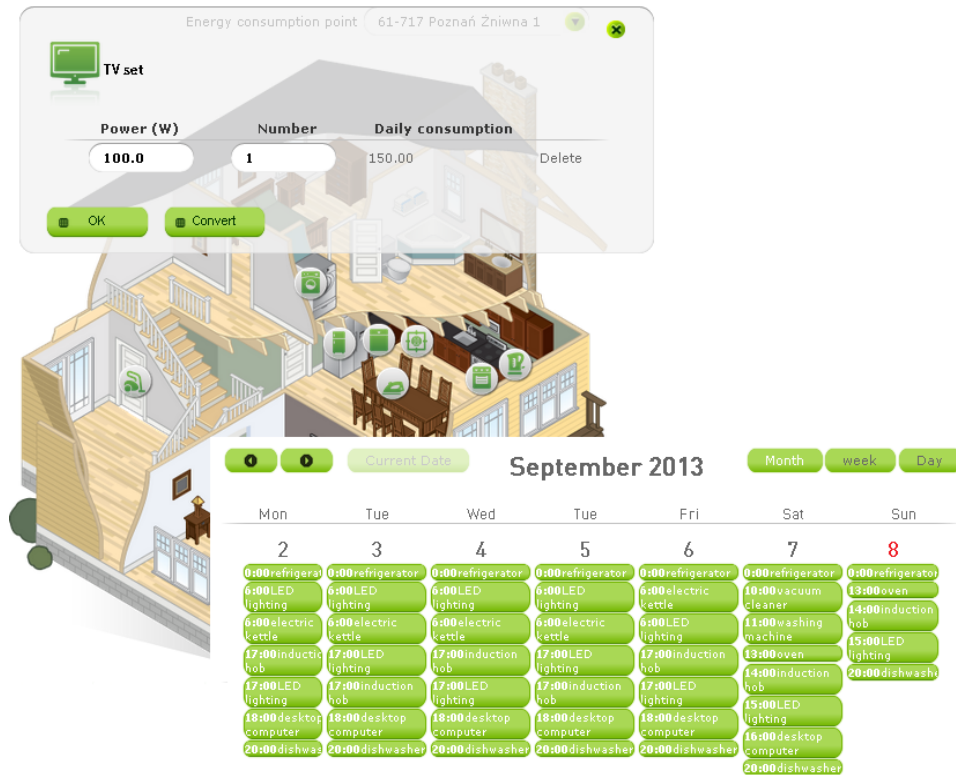 Energy consumption point 61-717 Poznań Żniwna 1
TV set
Power (W) Number Daily consumption
100.0 1 150.00 Delete
OK Convert
Current Date September 2013 Month week Day
Mon Tue Wed Tue Fri Sat Sun
2 3 4 5 6 7 8
0:00refrigerat
6:00LED
lighting
6:00electric
kettle
17:00inductio
hob
17:00LED
lighting
18:00desktop
computer
20:00dishwas
0:00refrigerator
6:00LED
lighting
6:00electric
kettle
17:00LED
lighting
17:00induction
hob
18:00desktop
computer
20:00dishwasher
0:00refrigerator
6:00LED
lighting
6:00electric
kettle
17:00induction
hob
17:00LED
lighting
18:00desktop
computer
20:00dishwasher
0:00refrigerator
6:00LED
lighting
6:00electric
kettle
17:00LED
lighting
17:00induction
hob
18:00desktop
computer
20:00dishwasher
0:00refrigerator
6:00electric
kettle
6:00LED
lighting
17:00induction
hob
17:00LED
lighting
18:00desktop
computer
20:00dishwasher
0:00refrigerator
10:00vacuum
cleaner
11:00washing
machine
13:00oven
14:00induction
hob
15:00LED
lighting
16:00desktop
computer
20:00dishwasher
0:00refrigerator
13:00oven
14:00induction
hob
15:00LED
lighting
20:00dishwashe